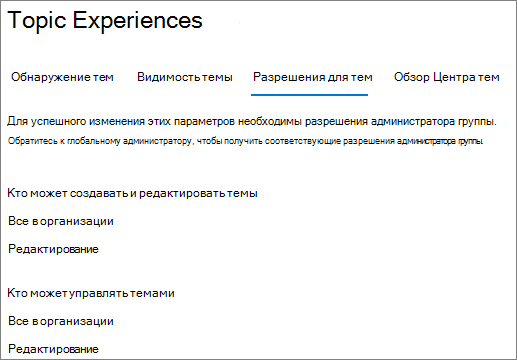 Topic Experiences
Обнаружение тем Видимость темы Разрешения для тем Обзор Центра тем
Для успешного изменения этих параметров необходимы разрешения администратора группы.
Обратитесь к глобальному администратору, чтобы получить соответствующие разрешения администратора группы.
Кто может создавать и редактировать темы
Все в организации
Редактирование
Кто может управлять темами
Все в организации
Редактирование